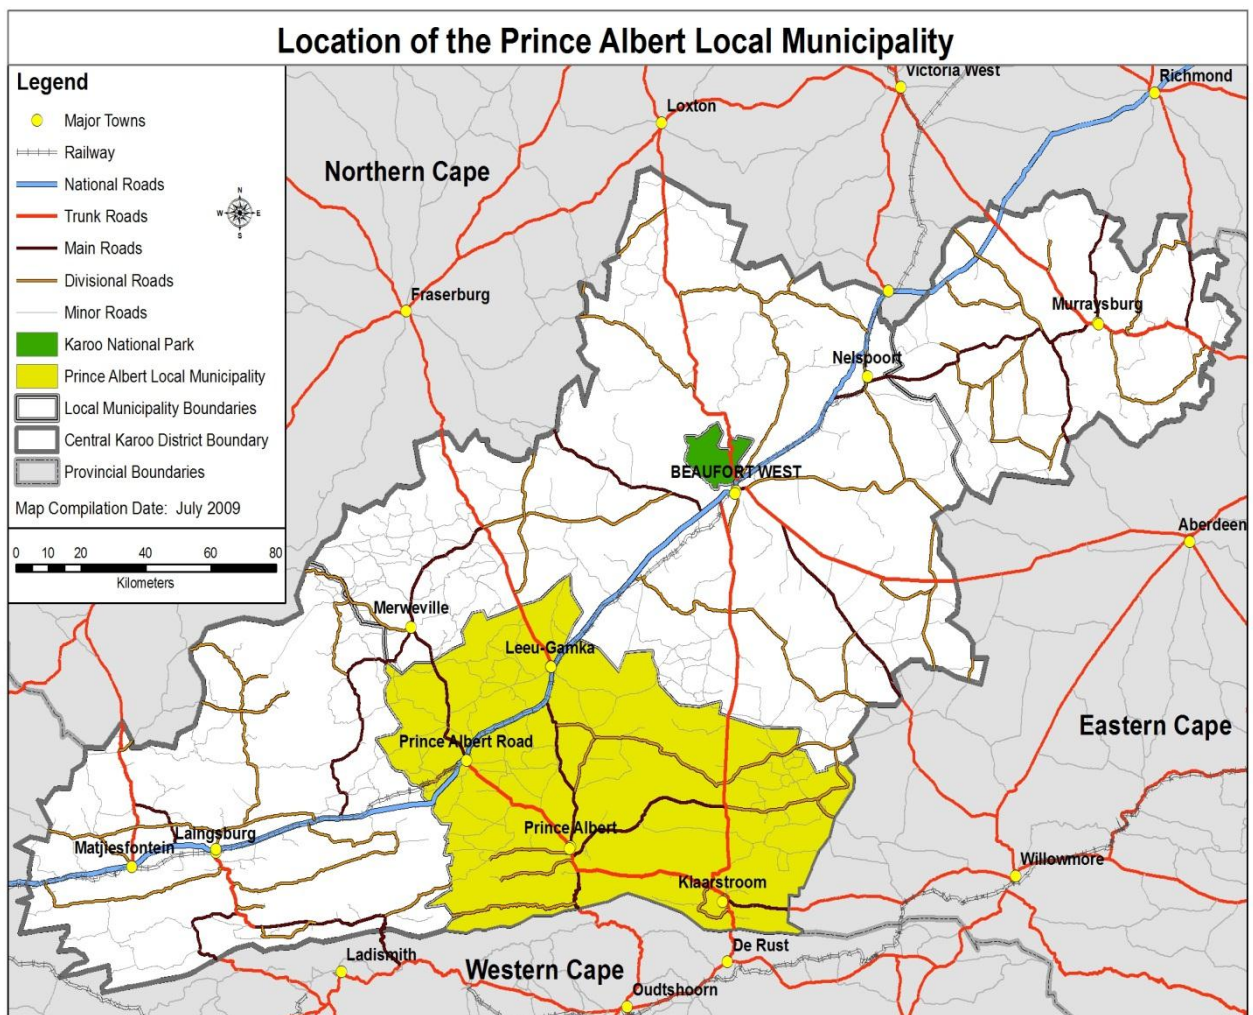 Location of the Prince Albert Local Municipality
Legend
Major Towns
Railway
National Roads
Trunk Roads
Main Roads
Divisional Roads
Minor Roads
Karoo National Park
Prince Albert Local Municipality
Local Municipality Boundaries
Central Karoo District Boundary
Provincial Boundaries
Map Compilation Date: July 2009
0 10 20 40 60 80
Kilometers
N
W
E
S
Victoria West
Richmond
Loxton
Northern Cape
Fraserburg
Murraysburg
Nelspoort
BEAUFORT WEST
Aberdeen
Merweville
Leeu-Gamka
Eastern Cape
Prince Albert Road
Prince Albert
Laingsburg
Matjiesfontein
Willowmore
Klaarstroom
De Rust
Ladismith
Western Cape
Oudtshoorn